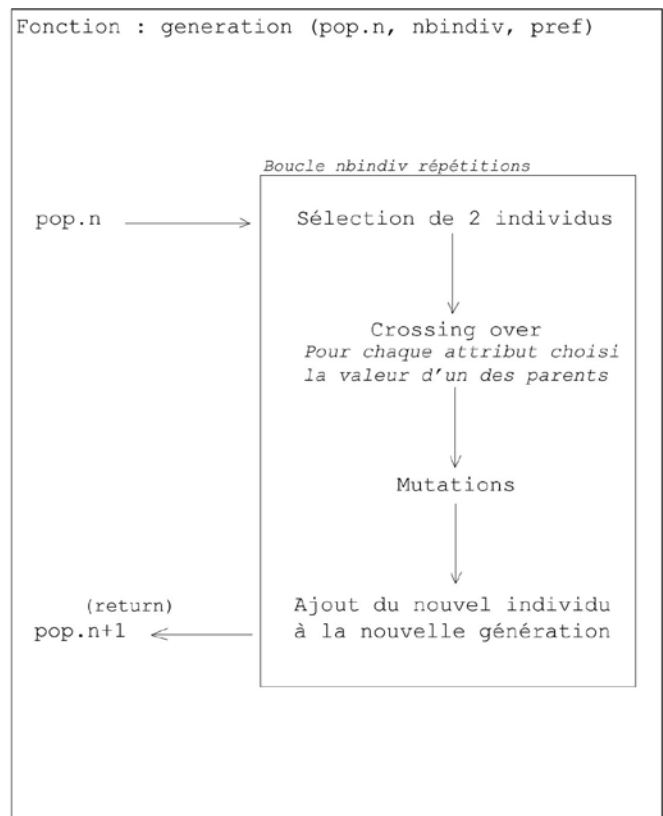 Fonction : generation (pop.n, nbindiv, pref)
Boucle nbindiv répétitions
pop.n
Sélection de 2 individus
Crossing over
Pour chaque attribut choisi
la valeur d'un des parents
Mutations
(return)
pop.n+1
Ajout du nouvel individu
à la nouvelle génération